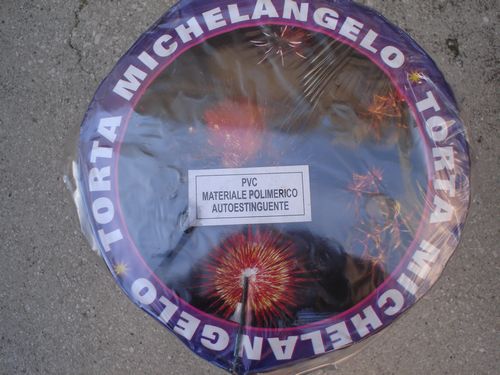 TORTA MICHELANGELO
TORTA MICHELANGELO
PVC
MATERIALE POLIMERICO
AUTOESTINGUENTE